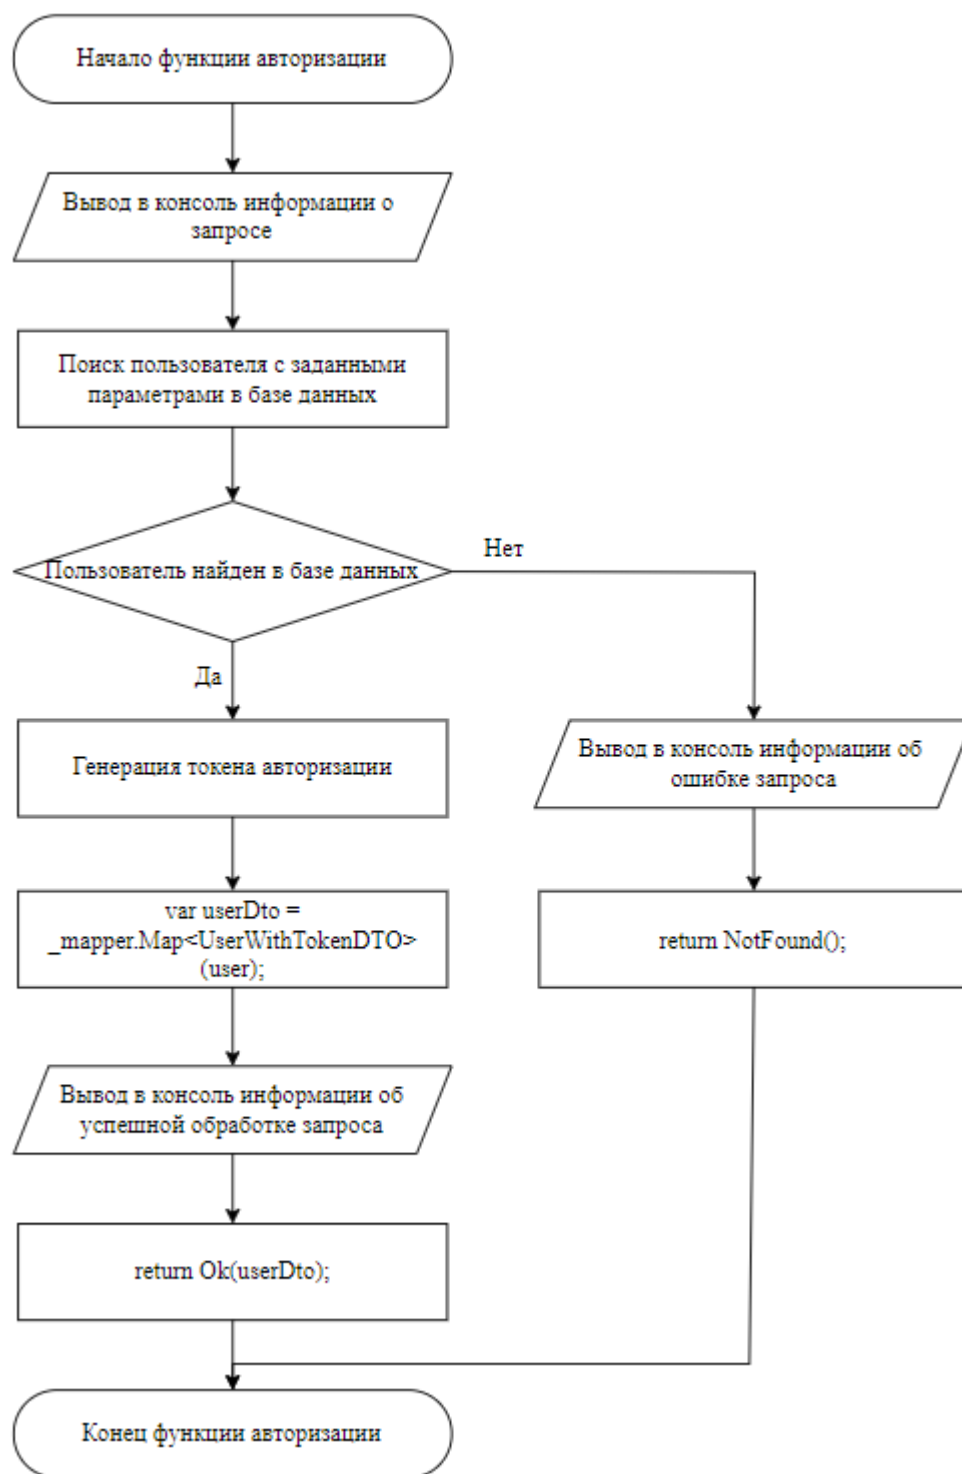 Начало функции авторизации
Вывод в консоль информации о
запросе
Поиск пользователя с заданными
параметрами в базе данных
Пользователь найден в базе данных
Нет
Да
Генерация токена авторизации
Вывод в консоль информации об
ошибке запроса
var userDto =
_mapper.Map<UserWithTokenDTO>
(user);
return NotFound();
Вывод в консоль информации об
успешной обработке запроса
return Ok(userDto);
Конец функции авторизации